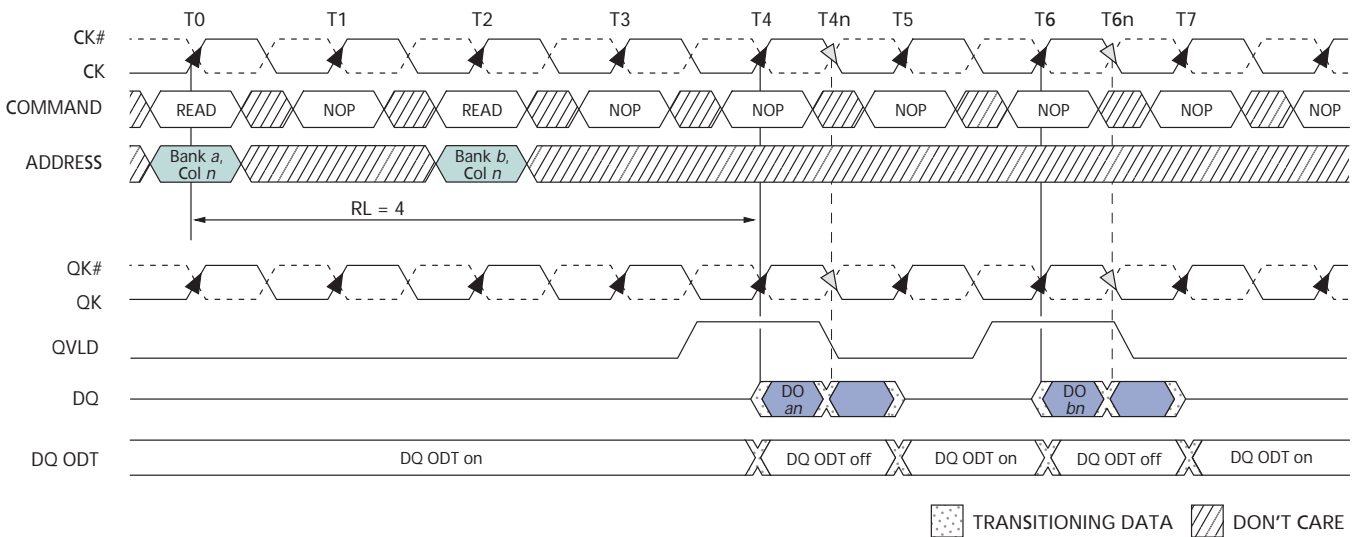 T0 T1 T2 T3 T4 T4n T5 T6 T6n T7
CK#
CK
COMMAND READ NOP READ NOP NOP NOP NOP NOP NOP
ADDRESS Bank a, Col n Bank b, Col n
RL = 4
QK#
QK
QVLD
DQ DO an DO bn
DQ ODT DQ ODT on DQ ODT off DQ ODT on DQ ODT off DQ ODT on
TRANSITIONING DATA DON'T CARE